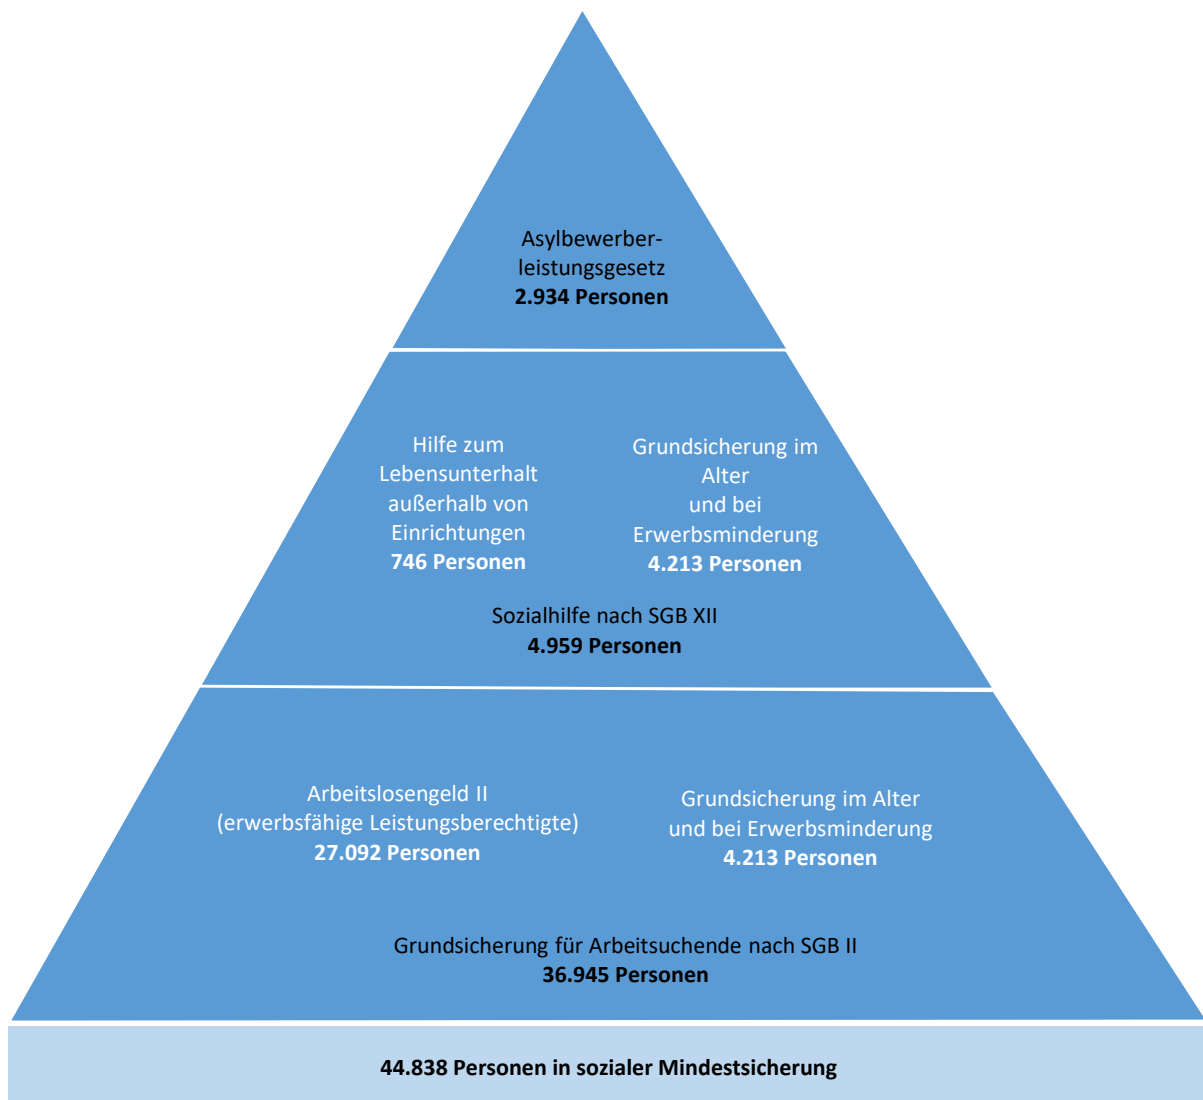 Asylbewerber-
leistungsgesetz
2.934 Personen
Hilfe zum
Lebensunterhalt
außerhalb von
Einrichtungen
746 Personen
Grundsicherung im
Alter
und bei
Erwerbsminderung
4.213 Personen
Sozialhilfe nach SGB XII
4.959 Personen
Arbeitslosengeld II
(erwerbsfähige Leistungsberechtigte)
27.092 Personen
Grundsicherung im Alter
und bei Erwerbsminderung
4.213 Personen
Grundsicherung für Arbeitsuchende nach SGB II
36.945 Personen
44.838 Personen in sozialer Mindestsicherung